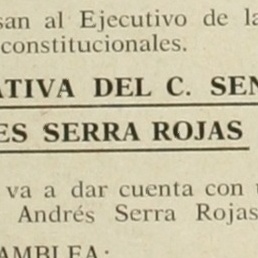 san al Ejecutivo de la
constitucionales.
ATIVA DEL C. SEN
ES SERRA ROJAS
va a dar cuenta con
Andrés Serra Rojas
AMBLEA: